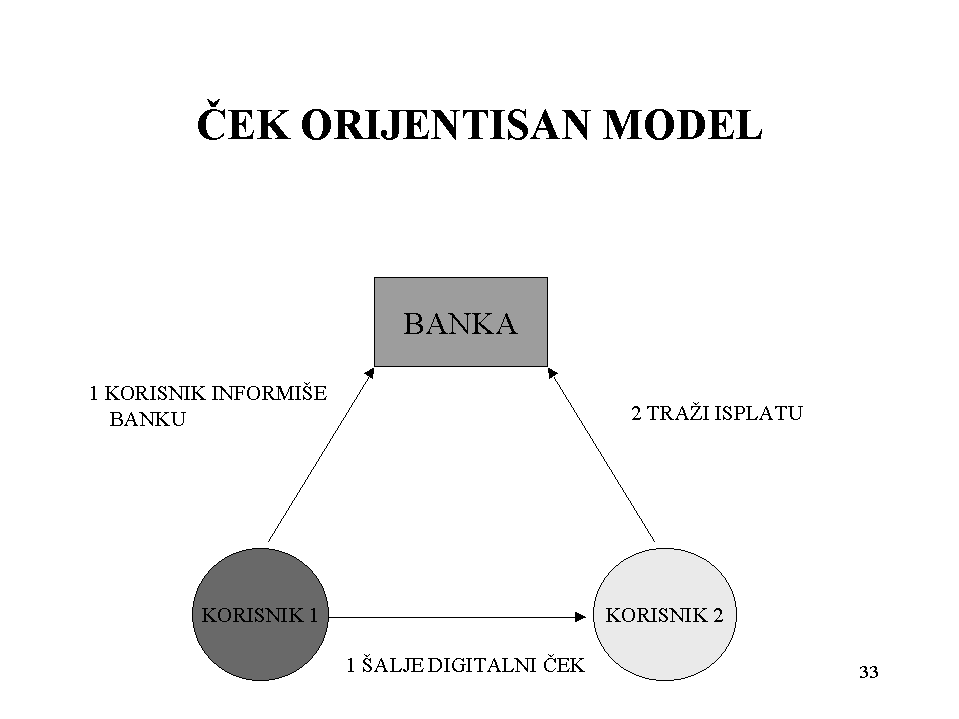 ČEK ORIJENTISAN MODEL
BANKA
1 KORISNIK INFORMIŠE
BANKU
2 TRAŽI ISPLATU
KORISNIK 1
KORISNIK 2
1 ŠALJE DIGITALNI ČEK
33